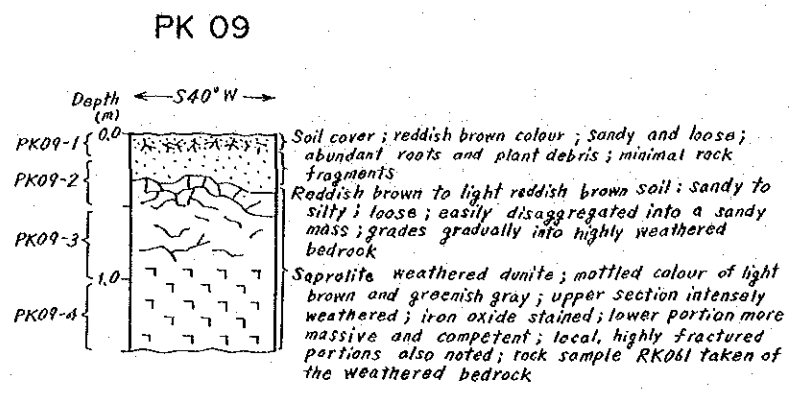 PK 09
Depth
(m)
S40°W
0.0
PK09-1
PK09-2
PK09-3
1.0
PK09-4
Soil cover ; reddish brown colour ; sandy and loose ;
abundant roots and plant debris ; minimal rock
fragments
Reddish brown to light reddish brown soil ; sandy to
silty ; loose ; easily disaggregated into a sandy
mass ; grades gradually into highly weathered
bedrook
Saprolite weathered dunite ; mottled colour of light
brown and greenish gray ; upper section intensely
weathered ; iron oxide stained ; lower portion more
massive and competent ; local, highly fractured
portions also noted ; rock sample RK061 taken of
the weathered bedrock